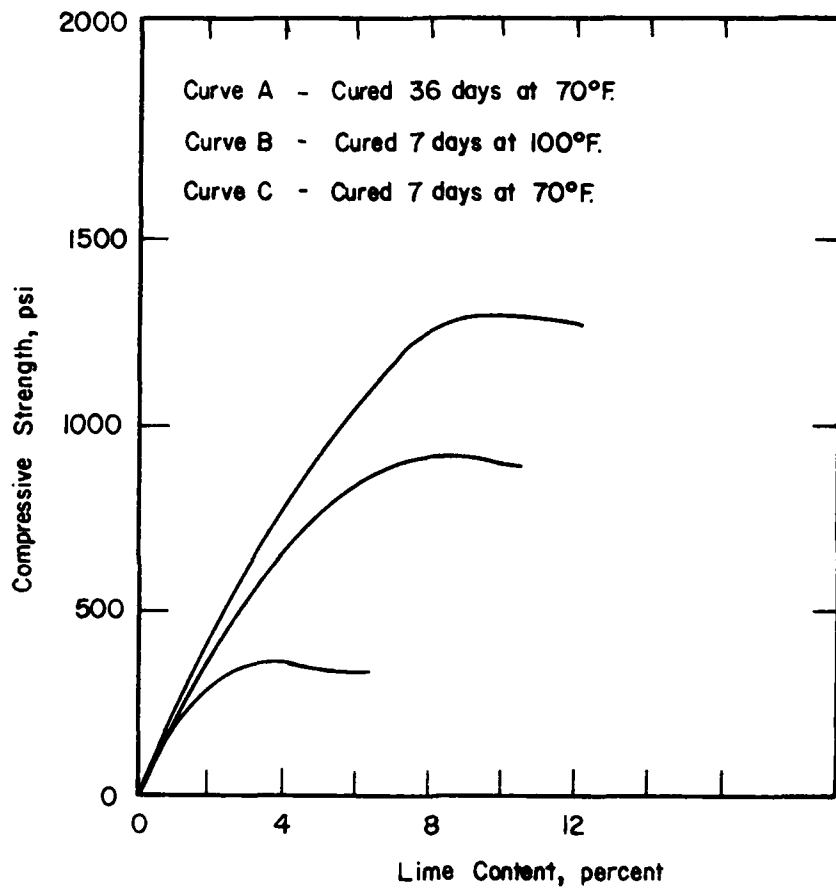 2000
Curve A - Cured 36 days at 70°F.
Curve B - Cured 7 days at 100°F.
Curve C - Cured 7 days at 70°F.
1500
1000
500
0
Compressive Strength, psi
0 4 8 12
Lime Content, percent